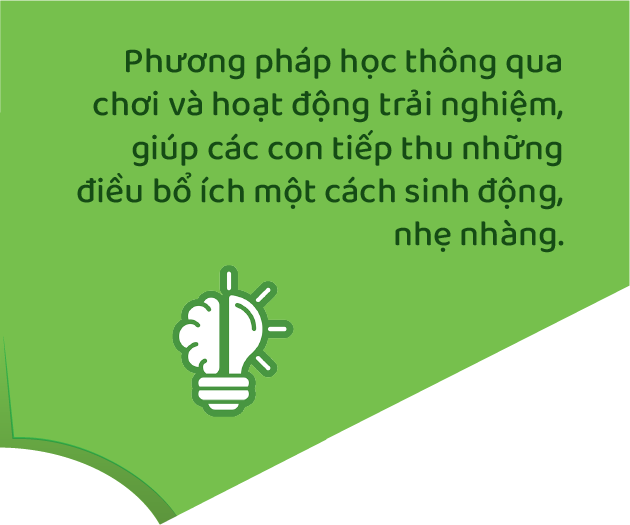 Phương pháp học thông qua
chơi và hoạt động trải nghiệm,
giúp các con tiếp thu những
điều bổ ích một cách sinh động,
nhẹ nhàng.